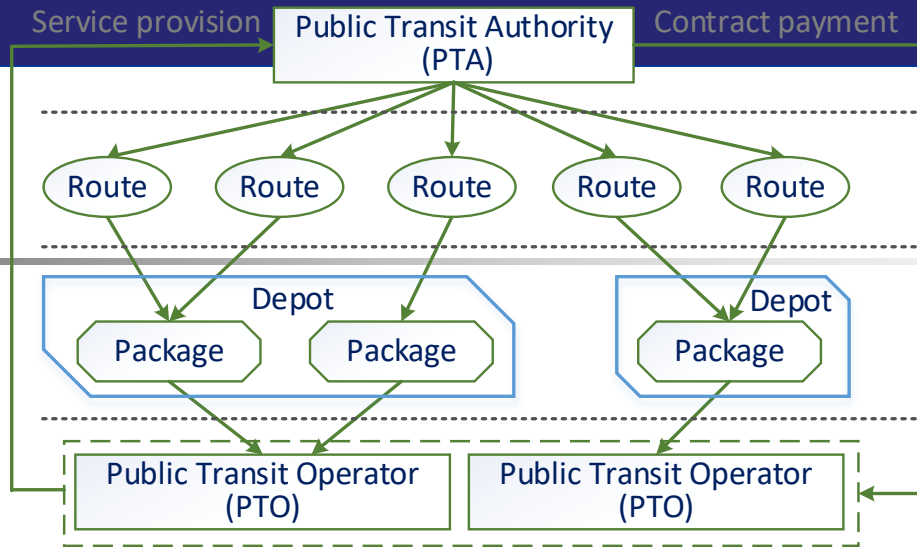 Service provision
Public Transit Authority
(PTA)
Contract payment
Route
Route
Route
Route
Route
Depot
Depot
Package
Package
Package
Public Transit Operator
(PTO)
Public Transit Operator
(PTO)